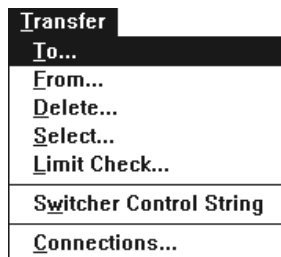 Transfer
To...
From...
Delete...
Select...
Limit Check...
Switcher Control String
Connections...